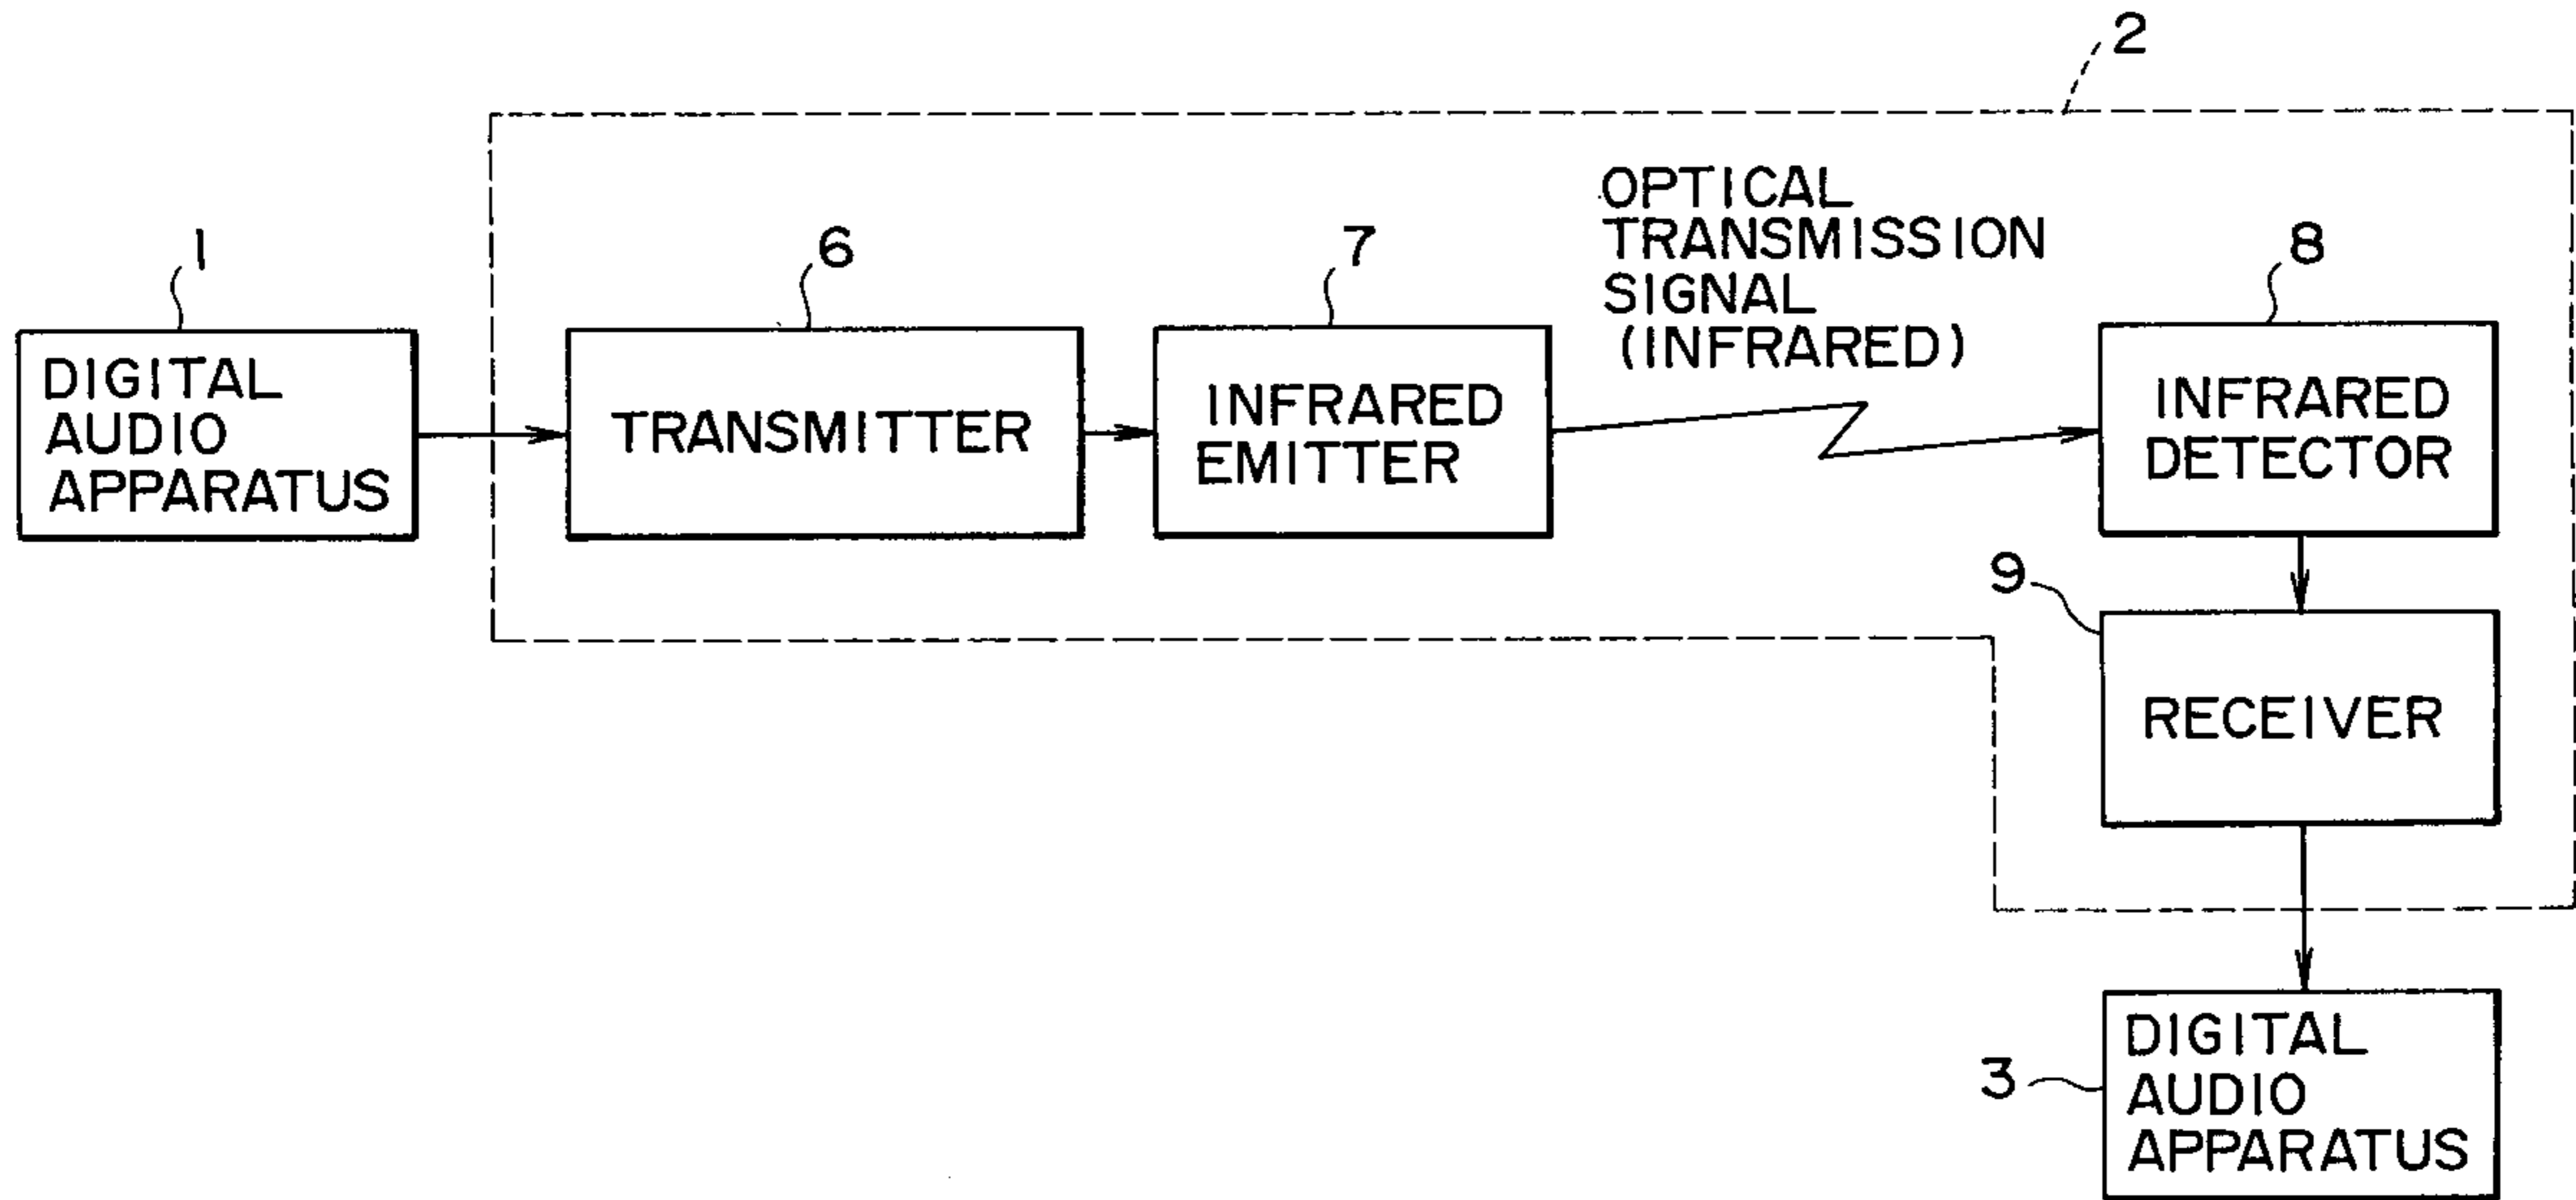 2
1
DIGITAL
AUDIO
APPARATUS
6
TRANSMITTER
7
INFRARED
EMITTER
OPTICAL
TRANSMISSION
SIGNAL
(INFRARED)
8
INFRARED
DETECTOR
9
RECEIVER
3
DIGITAL
AUDIO
APPARATUS